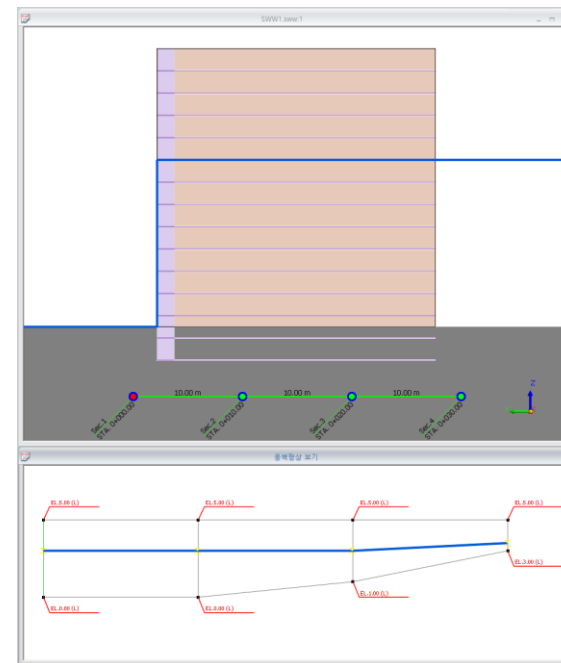 SWW1.sww:1
10.00 m
10.00 m
10.00 m
Sec.1
STA. 0+000.00
Sec.2
STA. 0+010.00
Sec.3
STA. 0+020.00
Sec.4
STA. 0+030.00
Z
옹벽형상 보기
EL.5.00 (L)
EL.5.00 (L)
EL.5.00 (L)
EL.5.00 (L)
EL.3.00 (L)
EL.1.00 (L)
EL.0.00 (L)
EL.0.00 (L)